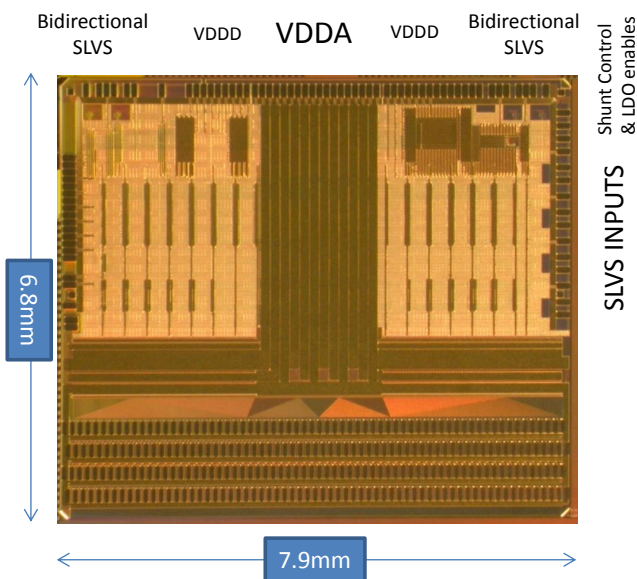 Bidirectional
SLVS
VDDD
VDDA
VDDD
Bidirectional
SLVS
Shunt Control
& LDO enables
SLVS INPUTS
6.8mm
7.9mm